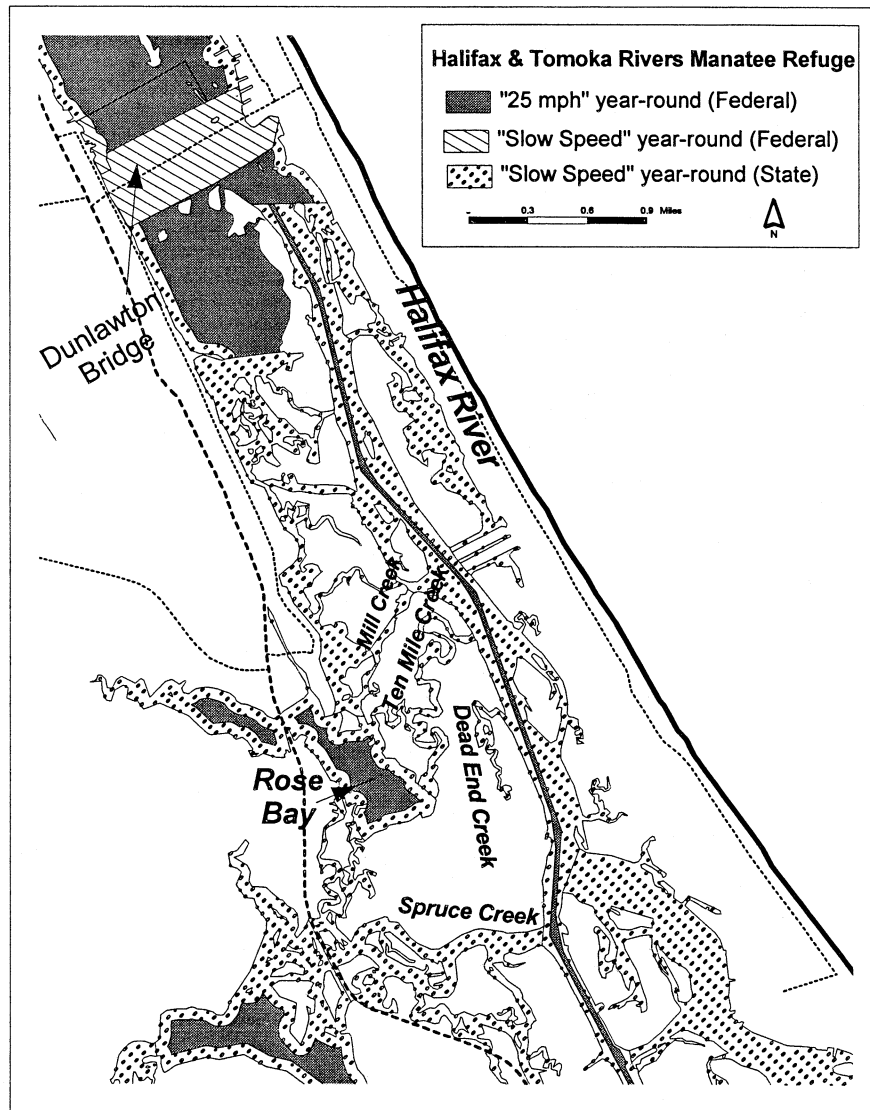 Halifax & Tomoka Rivers Manatee Refuge
"25 mph" year-round (Federal)
"Slow Speed" year-round (Federal)
"Slow Speed" year-round (State)
0.3 0.6 0.9 Miles
N
Dunlawton
Bridge
Halifax River
Mill Creek
Ten Mile Creek
Dead End Creek
Rose
Bay
Spruce Creek